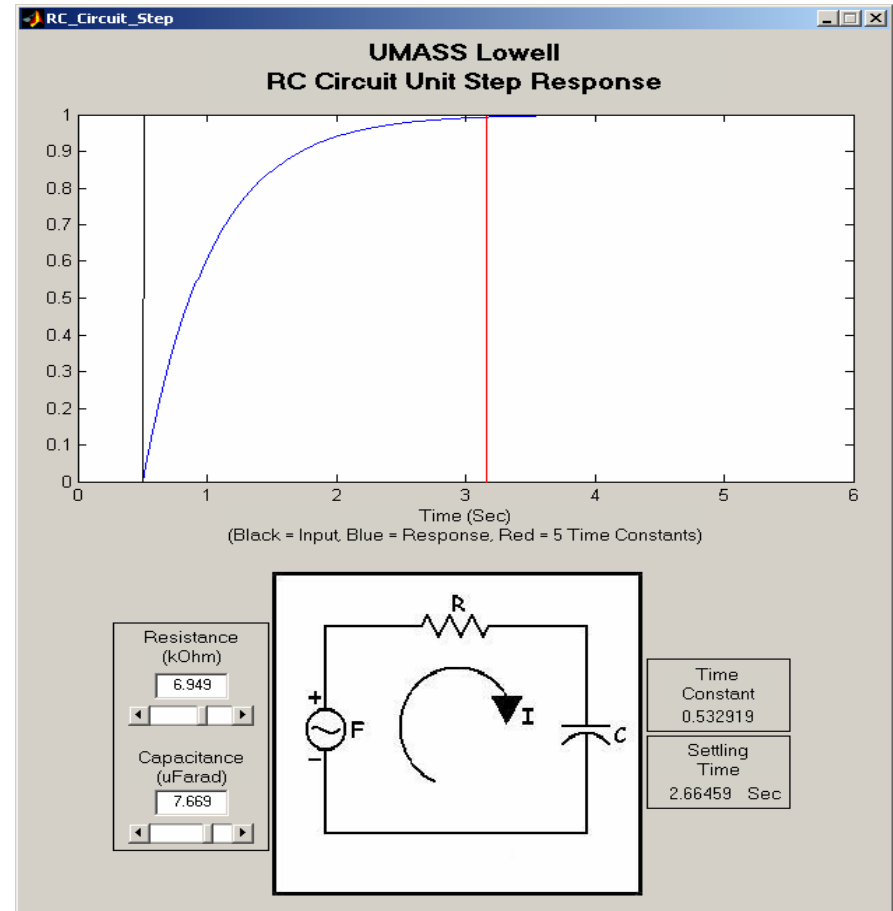 RC_Circuit_Step
UMASS Lowell
RC Circuit Unit Step Response
1
0.9
0.8
0.7
0.6
0.5
0.4
0.3
0.2
0.1
0
0 1 2 3 4 5 6
Time (Sec)
(Black = Input, Blue = Response, Red = 5 Time Constants)
Resistance
(kOhm)
6.949
Capacitance
(uFarad)
7.669
R
+
F
−
I
C
Time
Constant
0.532919
Settling
Time
2.66459 Sec